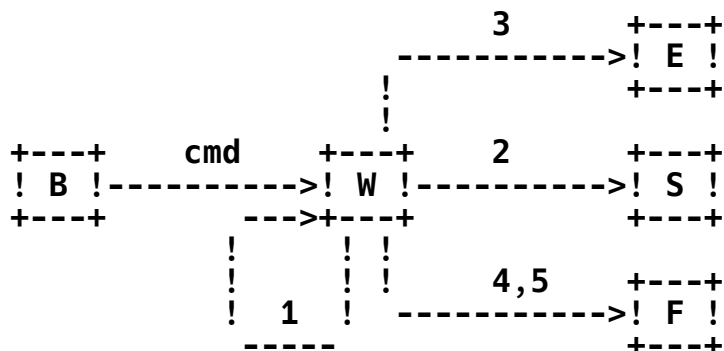 3      +---+
                    ----------->! E !
                   !            +---+
                   !
+---+    cmd    +---+    2      +---+
! B !---------->! W !---------->! S !
+---+       --->+---+           +---+
           !     ! !
           !     ! !     4,5    +---+
           !  1  !  ----------->! F !
            -----               +---+